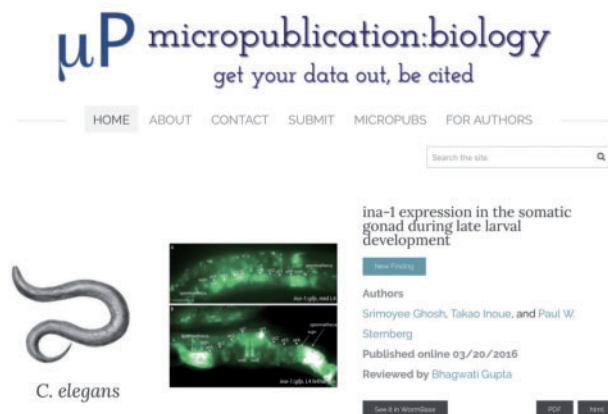 µP micropublication:biology
get your data out, be cited
HOME ABOUT CONTACT SUBMIT MICROPUBS FOR AUTHORS
Search the site
ina-1 expression in the somatic
gonad during late larval
development
New Finding
Authors
Srimoyee Ghosh, Takao Inoue, and Paul W.
Sternberg
Published online 03/20/2016
Reviewed by Bhagwati Gupta
C. elegans
See it in WormBase PDF